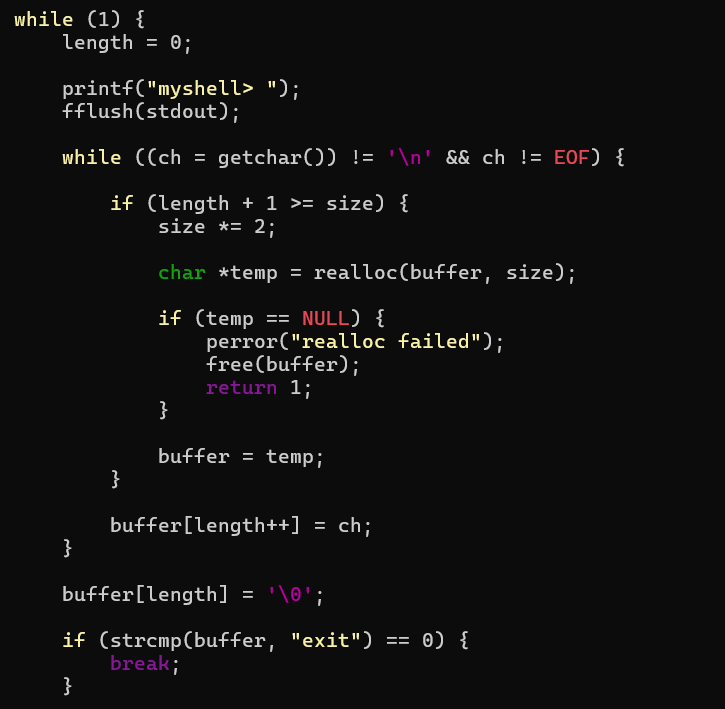 while (1) {
    length = 0;

    printf("myshell> ");
    fflush(stdout);

    while ((ch = getchar()) != '\n' && ch != EOF) {

        if (length + 1 >= size) {
            size *= 2;

            char *temp = realloc(buffer, size);

            if (temp == NULL) {
                perror("realloc failed");
                free(buffer);
                return 1;
            }

            buffer = temp;
        }

        buffer[length++] = ch;
    }

    buffer[length] = '\0';

    if (strcmp(buffer, "exit") == 0) {
        break;
    }